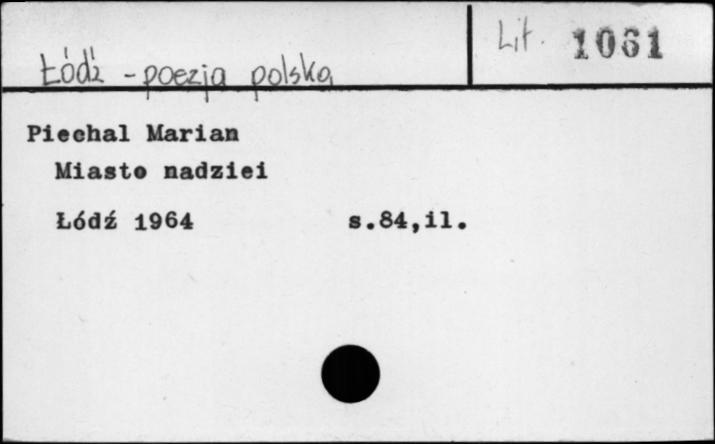 Łódź - poezja polska
Lit. 1061
Piechal Marian
Miasto nadziei
Łódź 1964 s.84,il.